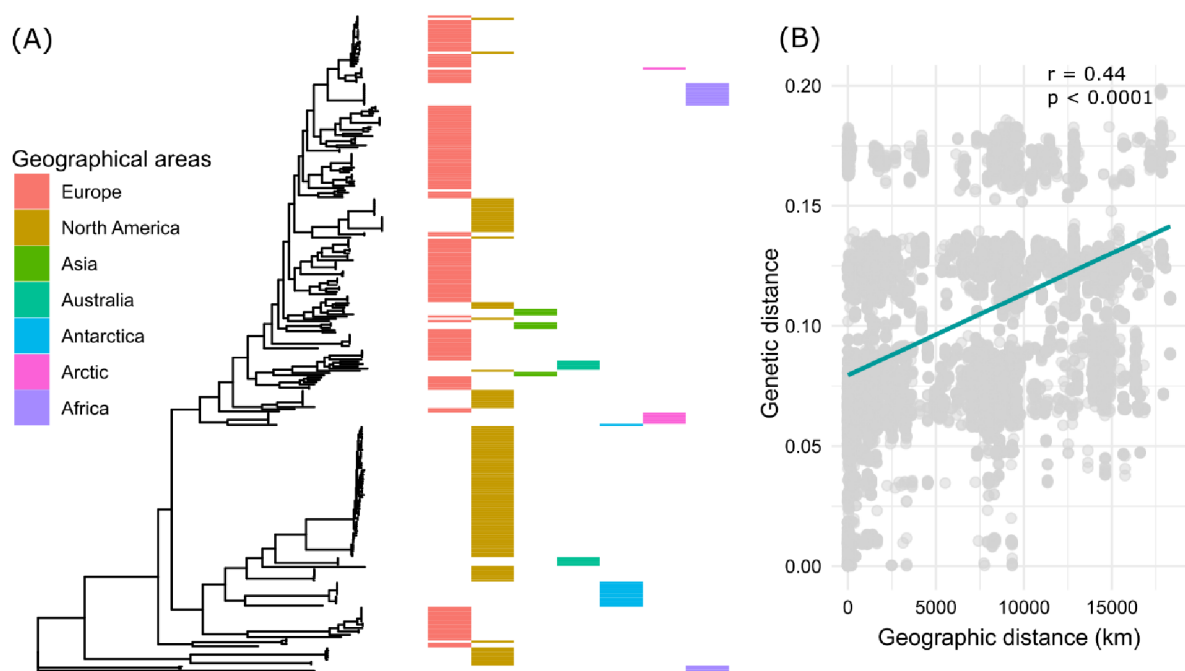 (A)
Geographical areas
Europe
North America
Asia
Australia
Antarctica
Arctic
Africa
(B)
r = 0.44
p < 0.0001
Genetic distance
0.20
0.15
0.10
0.05
0.00
0 5000 10000 15000
Geographic distance (km)